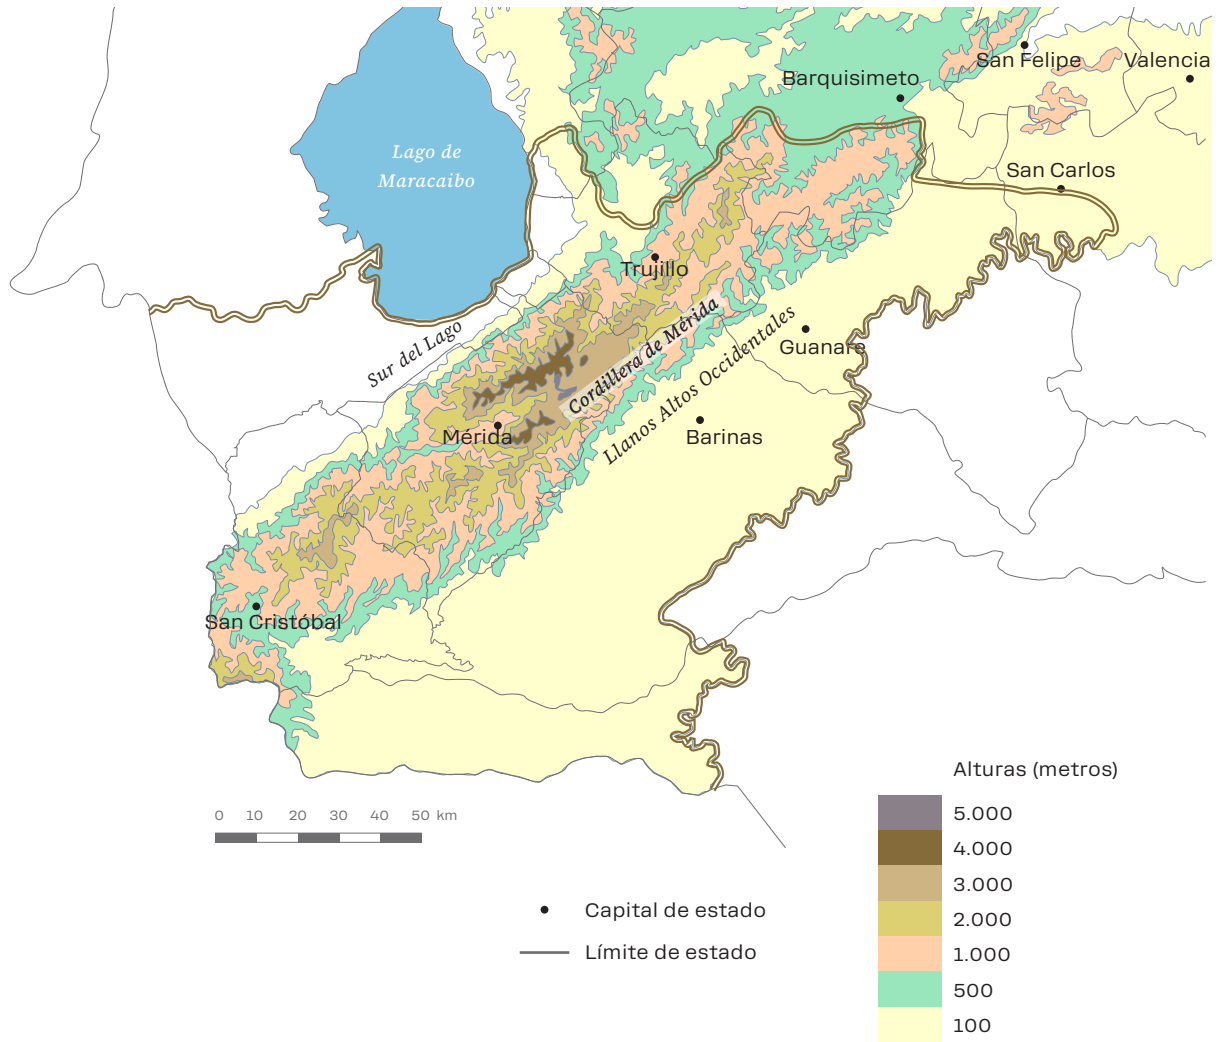 San Felipe
Valencia
Barquisimeto
Lago de
Maracaibo
San Carlos
Trujillo
Sur del Lago
Cordillera de Mérida
Llanos Altos Occidentales
Guanare
Mérida
Barinas
San Cristóbal
Alturas (metros)
0 10 20 30 40 50 km
5.000
4.000
3.000
2.000
1.000
500
100
Capital de estado
Límite de estado